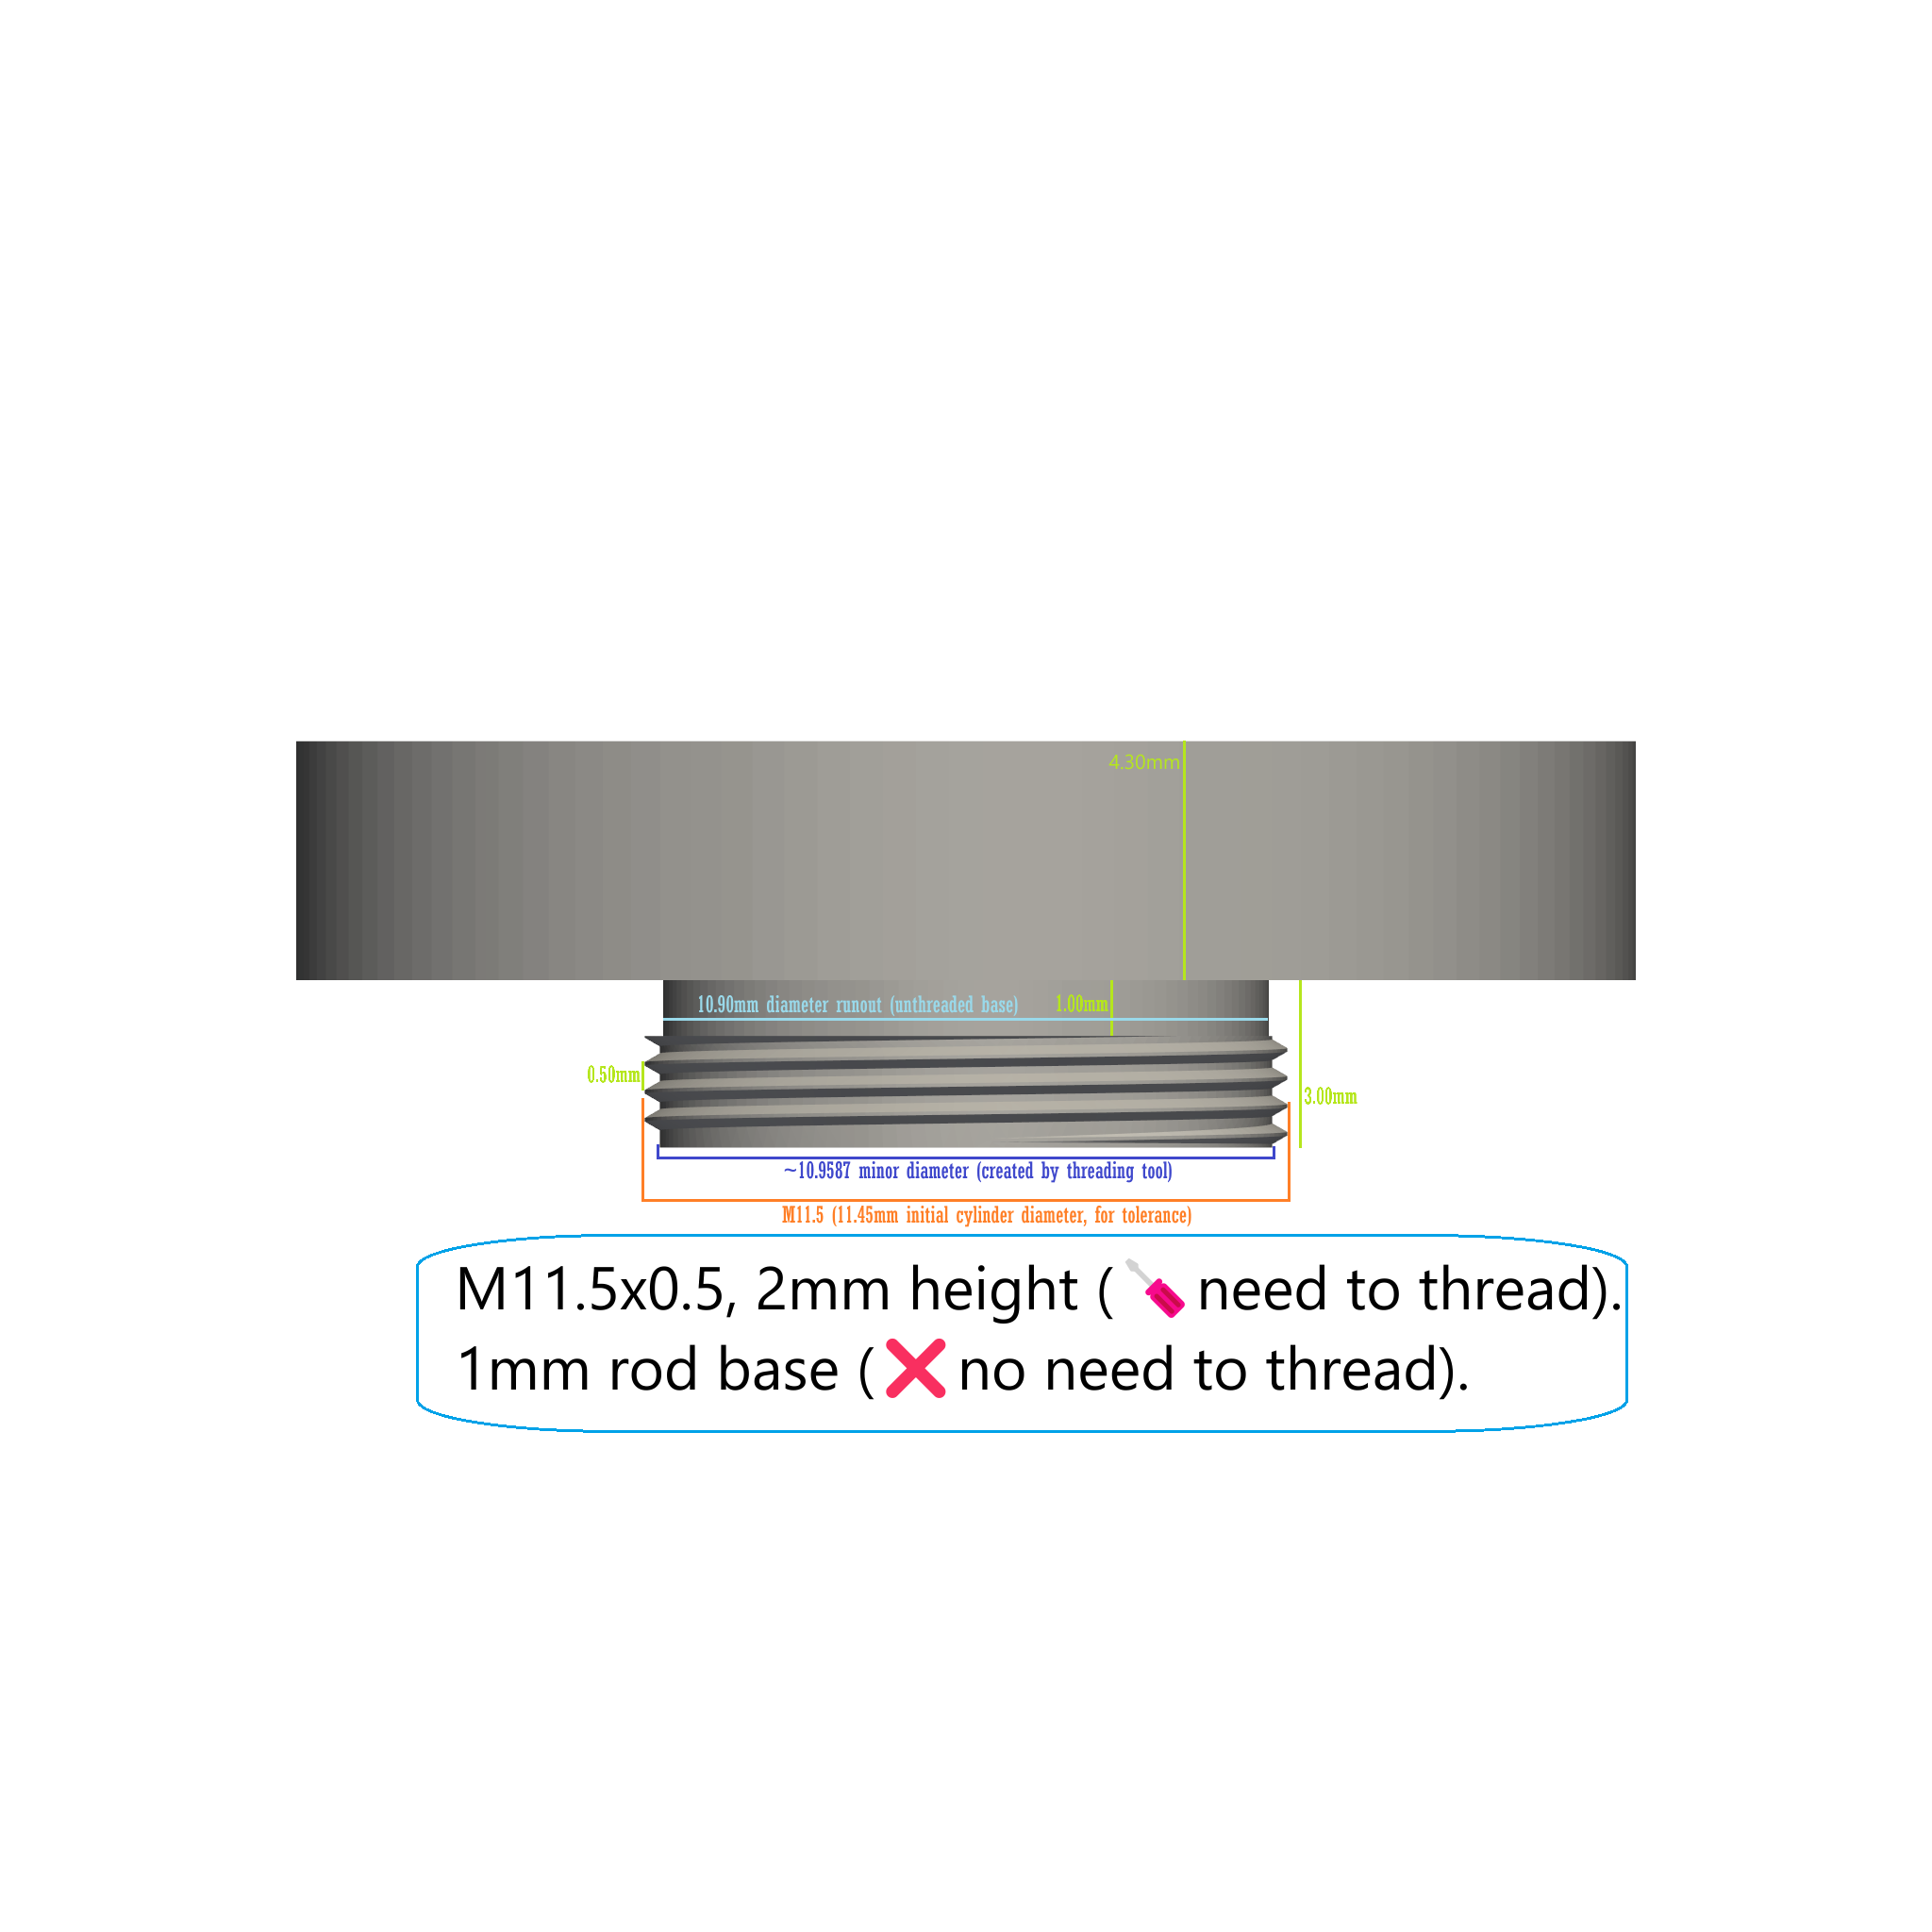 4.30mm
10.90mm diameter runout (unthreaded base)
1.00mm
0.50mm
3.00mm
~10.9587 minor diameter (created by threading tool)
M11.5 (11.45mm initial cylinder diameter, for tolerance)
M11.5x0.5, 2mm height (🪛need to thread).
1mm rod base (❌no need to thread).